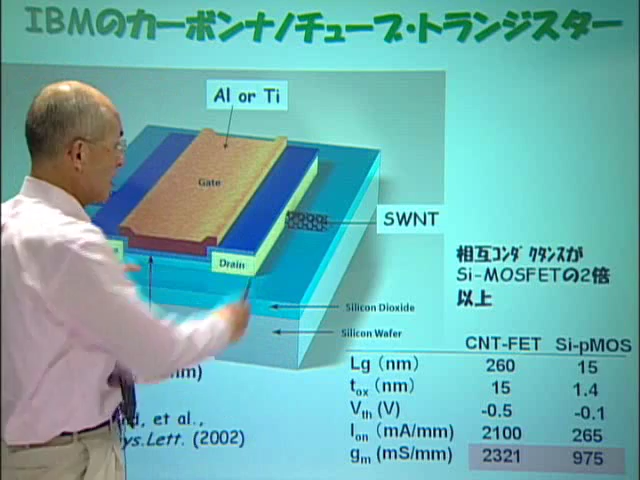 IBMのカーボンナノチューブ・トランジスター
Al or Ti
Gate
SWNT
Drain
相互コンダクタンスが
Si-MOSFETの2倍
以上
Silicon Dioxide
Silicon Wafer
CNT-FET Si-pMOS
Lg (nm) 260 15
tox (nm) 15 1.4
Vth (V) -0.5 -0.1
Ion (mA/mm) 2100 265
gm (mS/mm) 2321 975
et al.,
Lett. (2002)